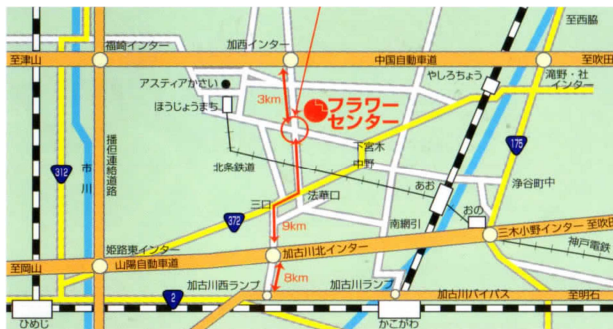 至西脇
福崎インター
加西インター
至津山
中国自動車道
至吹田
アスティアかさい
やしろちょう
滝野・社
インター
ほうじょうまち
3km
フラワー
センター
播但連絡道路
市川
312
175
下宮木
中野
北条鉄道
あお
浄谷町中
法華口
三口
おの
372
9km
南網引
三木小野インター
至吹田
姫路東インター
加古川北インター
神戸電鉄
至岡山
山陽自動車道
8km
加古川西ランプ
加古川ランプ
2
加古川バイパス
至明石
ひめじ
かこがわ